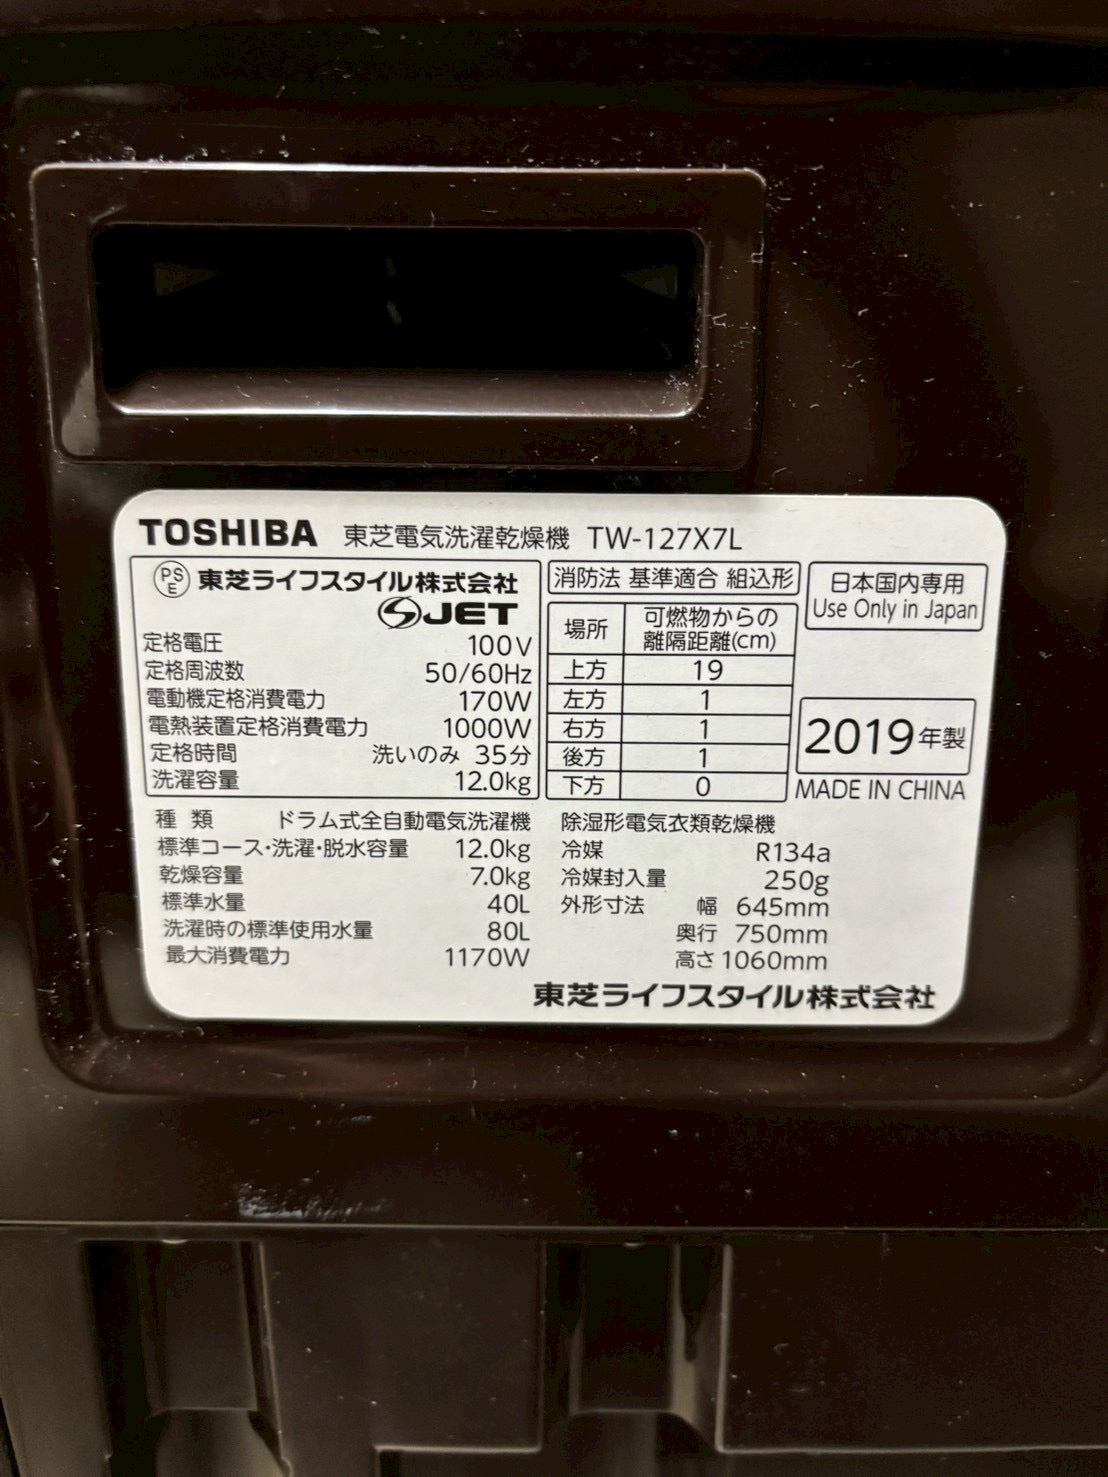 TOSHIBA 東芝電気洗濯乾燥機 TW-127X7L
PSE 東芝ライフスタイル株式会社
SJET
定格電圧 100V
定格周波数 50/60Hz
電動機定格消費電力 170W
電熱装置定格消費電力 1000W
定格時間 洗いのみ 35分
洗濯容量 12.0kg
消防法 基準適合 組込形
場所 可燃物からの離隔距離(cm)
上方 19
左方 1
右方 1
後方 1
下方 0
日本国内専用
Use Only in Japan
2019年製
MADE IN CHINA
種類 ドラム式全自動電気洗濯機
標準コース・洗濯・脱水容量 12.0kg
乾燥容量 7.0kg
標準水量 40L
洗濯時の標準使用水量 80L
最大消費電力 1170W
除湿形電気衣類乾燥機
冷媒 R134a
冷媒封入量 250g
外形寸法 幅 645mm
奥行 750mm
高さ 1060mm
東芝ライフスタイル株式会社